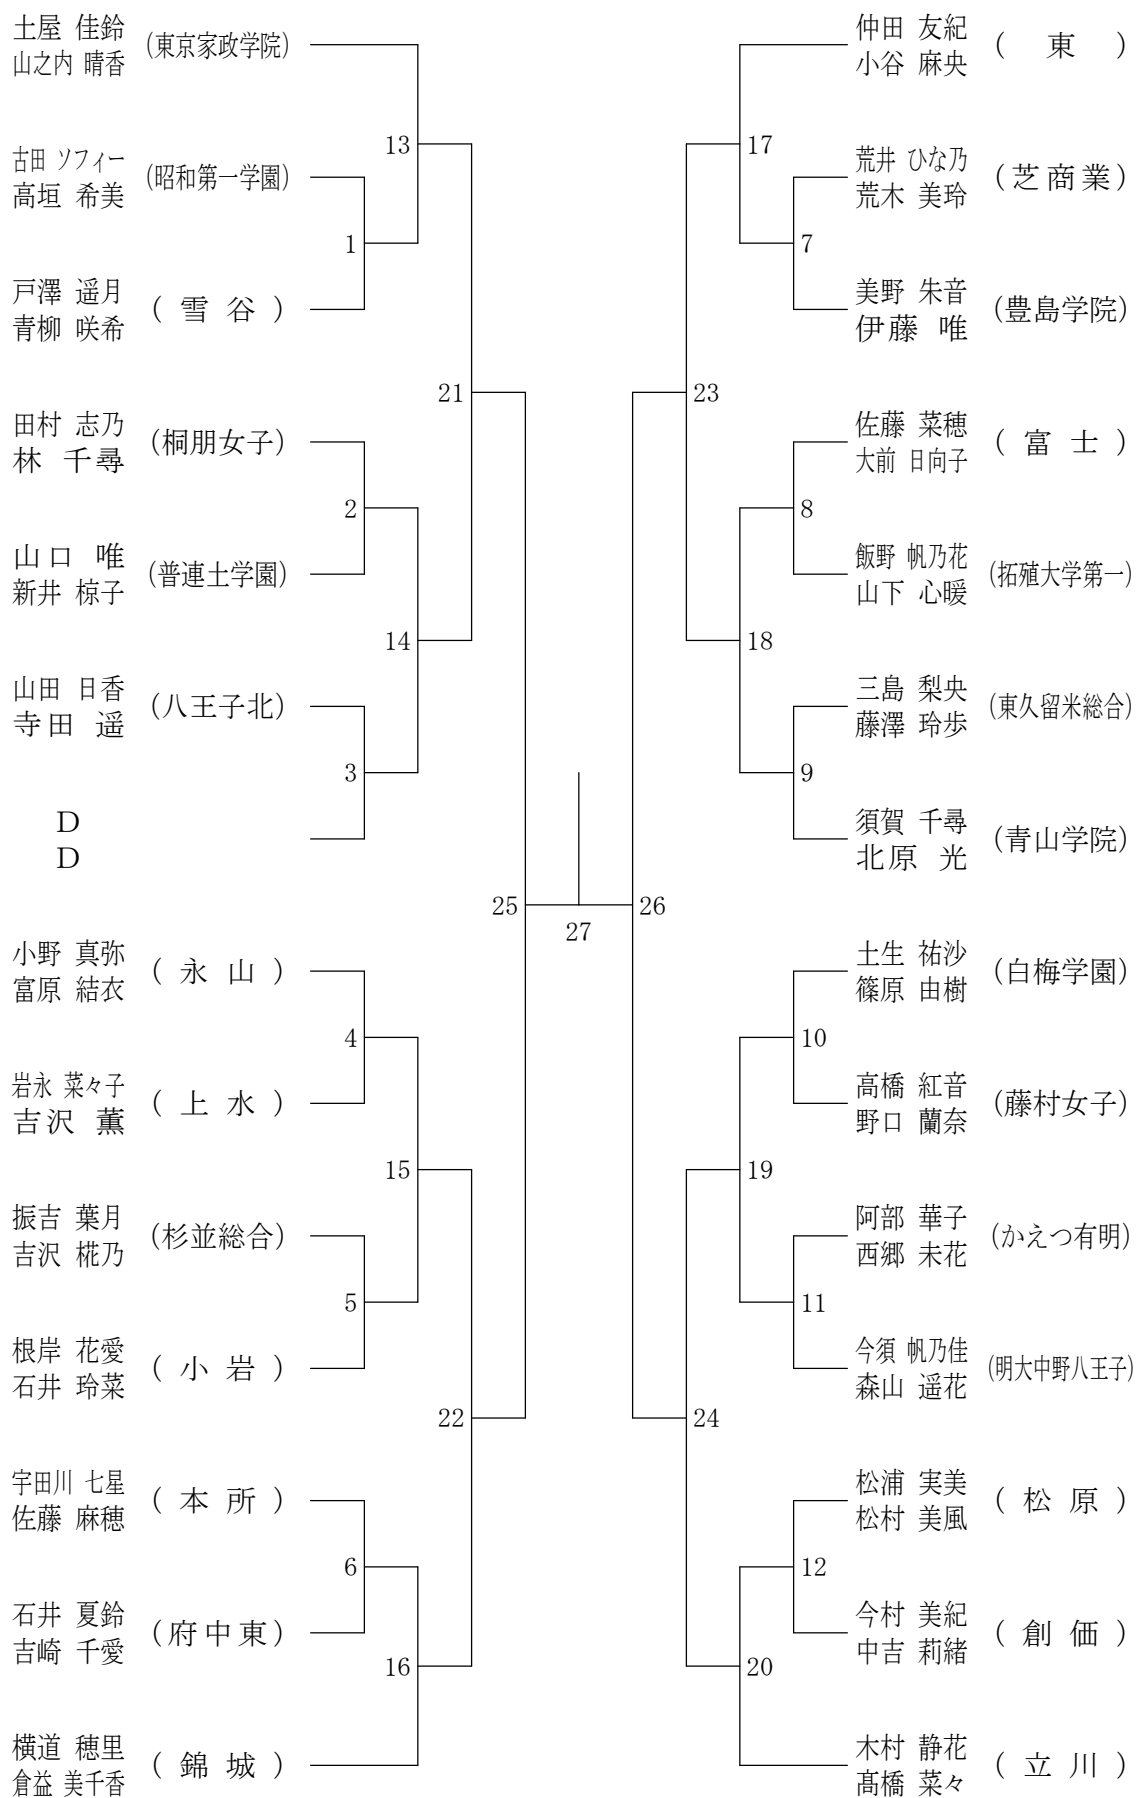 土屋 佳鈴
山之内 晴香
(東京家政学院)
古田 ソフィー
高垣 希美
(昭和第一学園)
戸澤 遥月
青柳 咲希
( 雪 谷 )
田村 志乃
林 千尋
(桐朋女子)
山口 唯
新井 椋子
(普連土学園)
山田 日香
寺田 遥
(八王子北)
D
D
小野 真弥
富原 結衣
( 永 山 )
岩永 菜々子
吉沢 薫
( 上 水 )
振吉 葉月
吉沢 椛乃
(杉並総合)
根岸 花愛
石井 玲菜
( 小 岩 )
宇田川 七星
佐藤 麻穂
( 本 所 )
石井 夏鈴
吉崎 千愛
(府中東)
横道 穂里
倉益 美千香
( 錦 城 )
13
1
21
2
14
3
25
4
15
5
22
6
16
27
仲田 友紀
小谷 麻央
( 東 )
荒井 ひな乃
荒木 美玲
(芝商業)
美野 朱音
伊藤 唯
(豊島学院)
佐藤 菜穂
大前 日向子
( 富 士 )
飯野 帆乃花
山下 心暖
(拓殖大学第一)
三島 梨央
藤澤 玲歩
(東久留米総合)
須賀 千尋
北原 光
(青山学院)
土生 祐沙
篠原 由樹
(白梅学園)
高橋 紅音
野口 蘭奈
(藤村女子)
阿部 華子
西郷 未花
(かえつ有明)
今須 帆乃佳
森山 遥花
(明大中野八王子)
松浦 実美
松村 美風
( 松 原 )
今村 美紀
中吉 莉緒
( 創 価 )
木村 静花
髙橋 菜々
( 立 川 )
17
7
23
8
18
9
26
10
19
11
24
12
20